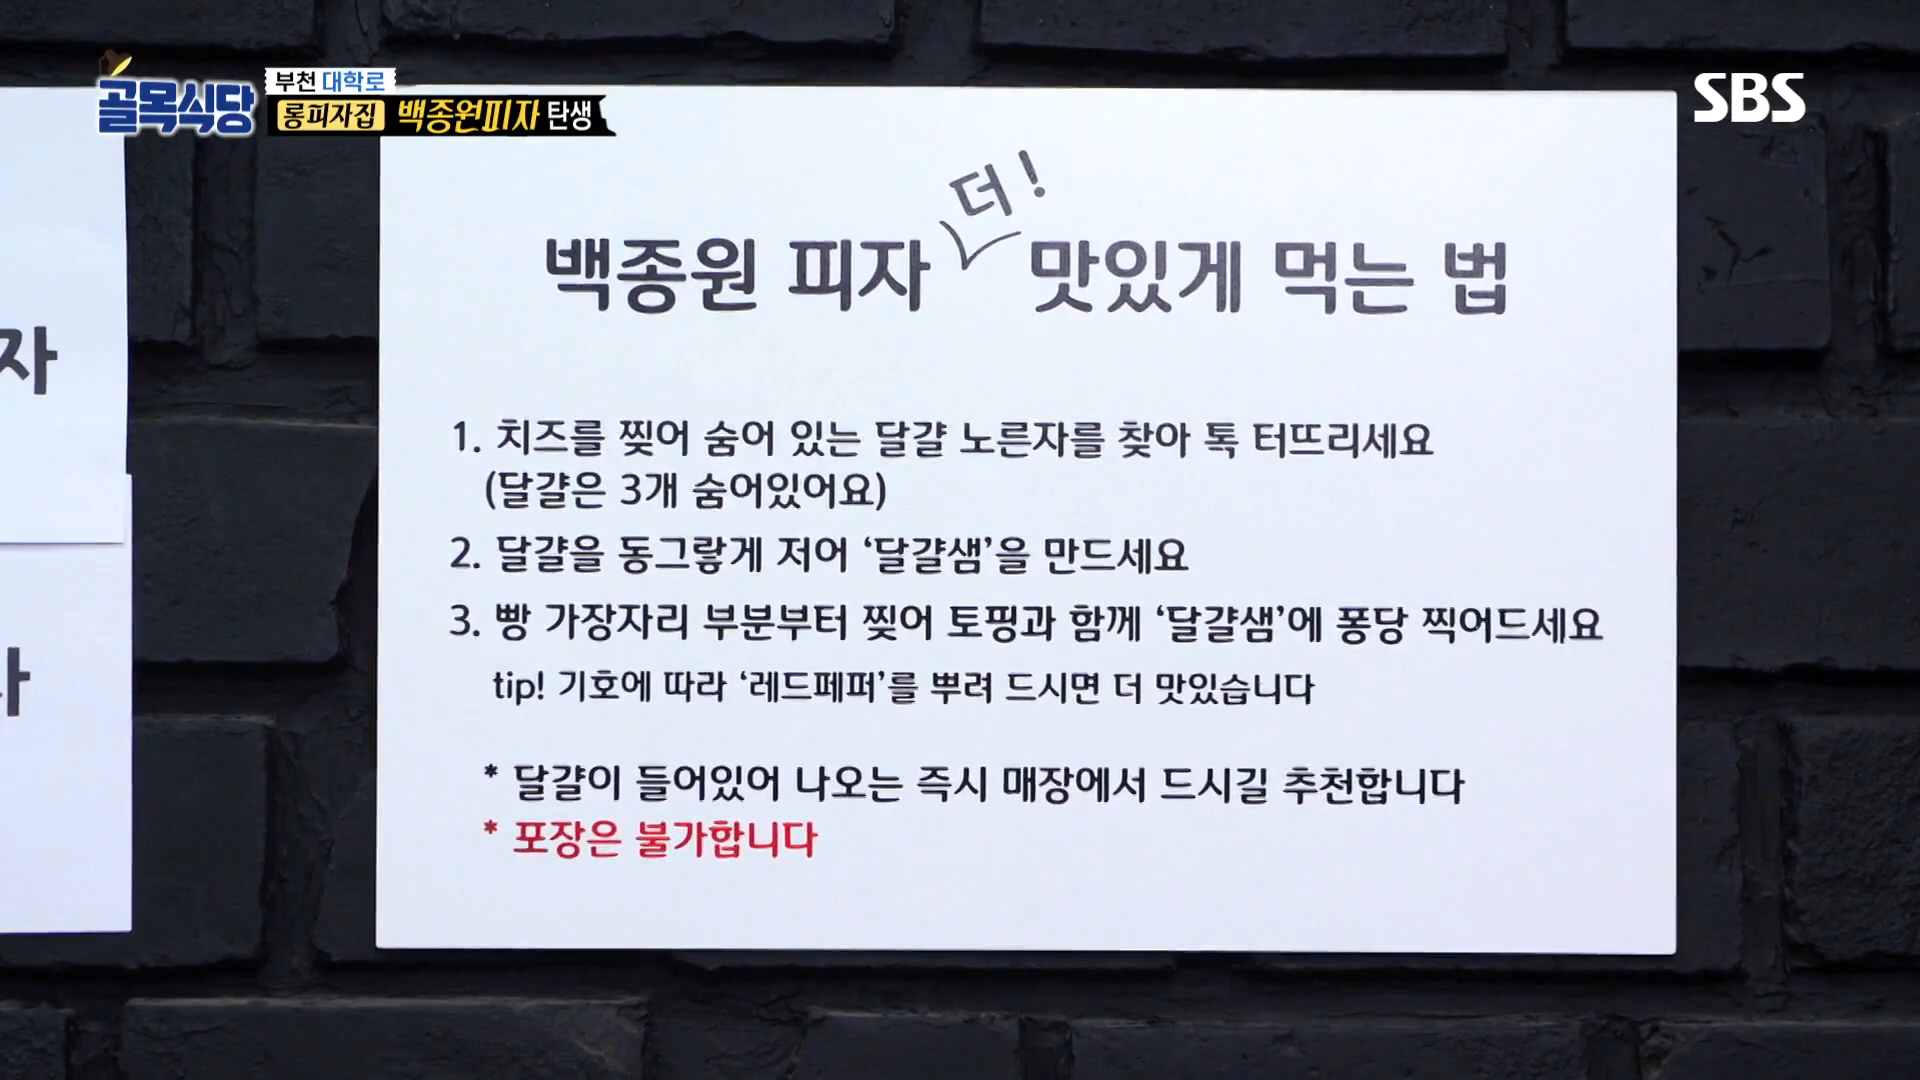 골목식당
부천 대학로
롱피자집 백종원피자 탄생
SBS
더!
백종원 피자 맛있게 먹는 법
1. 치즈를 찢어 숨어 있는 달걀 노른자를 찾아 톡 터뜨리세요
(달걀은 3개 숨어있어요)
2. 달걀을 동그랗게 저어 ‘달걀샘’을 만드세요
3. 빵 가장자리 부분부터 찢어 토핑과 함께 ‘달걀샘’에 퐁당 찍어드세요
tip! 기호에 따라 ‘레드페퍼’를 뿌려 드시면 더 맛있습니다
* 달걀이 들어있어 나오는 즉시 매장에서 드시길 추천합니다
* 포장은 불가합니다
자